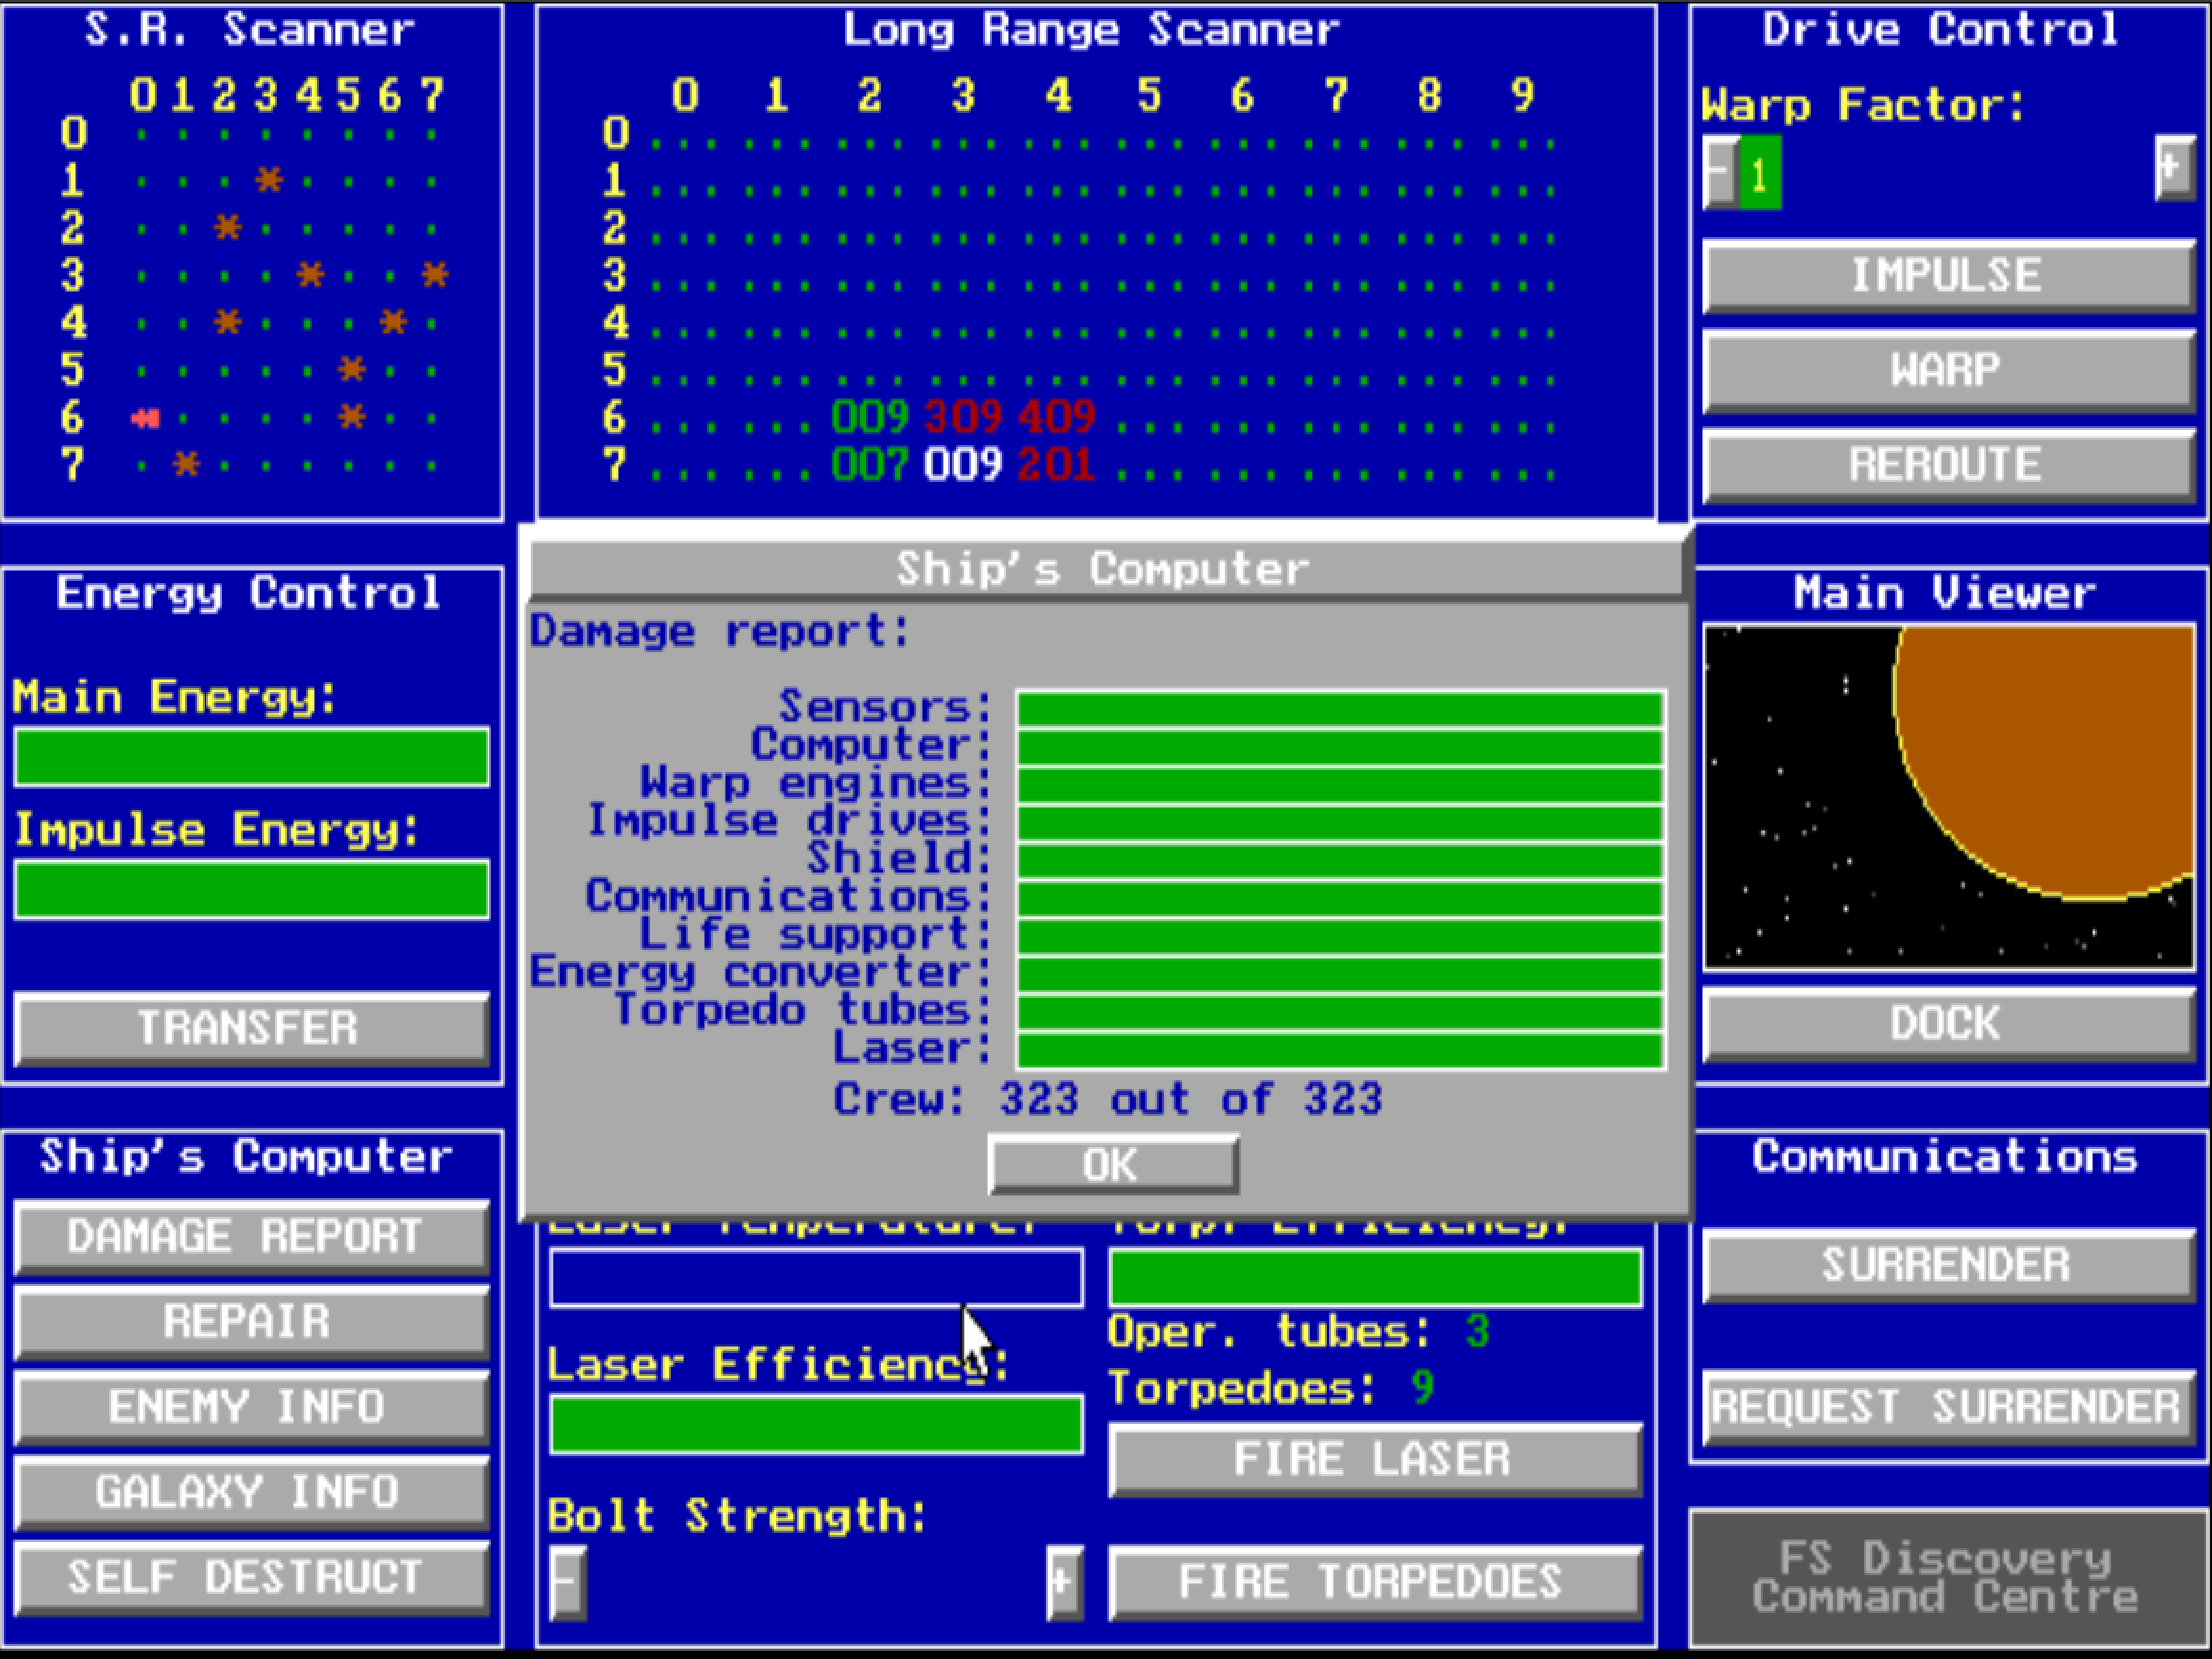 S.R. Scanner
0 1 2 3 4 5 6 7
0
1
2
3
4
5
6
7
Long Range Scanner
0 1 2 3 4 5 6 7 8 9
0
1
2
3
4
5
6 009 309 409
7 007 009 201
Drive Control
Warp Factor:
- 1 +
IMPULSE
WARP
REROUTE
Energy Control
Main Energy:
Impulse Energy:
TRANSFER
Ship's Computer
Damage report:
Sensors:
Computer:
Warp engines:
Impulse drives:
Shield:
Communications:
Life support:
Energy converter:
Torpedo tubes:
Laser:
Crew: 323 out of 323
OK
Main Viewer
DOCK
Ship's Computer
DAMAGE REPORT
REPAIR
ENEMY INFO
GALAXY INFO
SELF DESTRUCT
Laser Temperature:
Laser Efficiency:
Bolt Strength:
- +
Torp. Efficiency:
Oper. tubes: 3
Torpedoes: 9
FIRE LASER
FIRE TORPEDOES
Communications
SURRENDER
REQUEST SURRENDER
FS Discovery
Command Centre